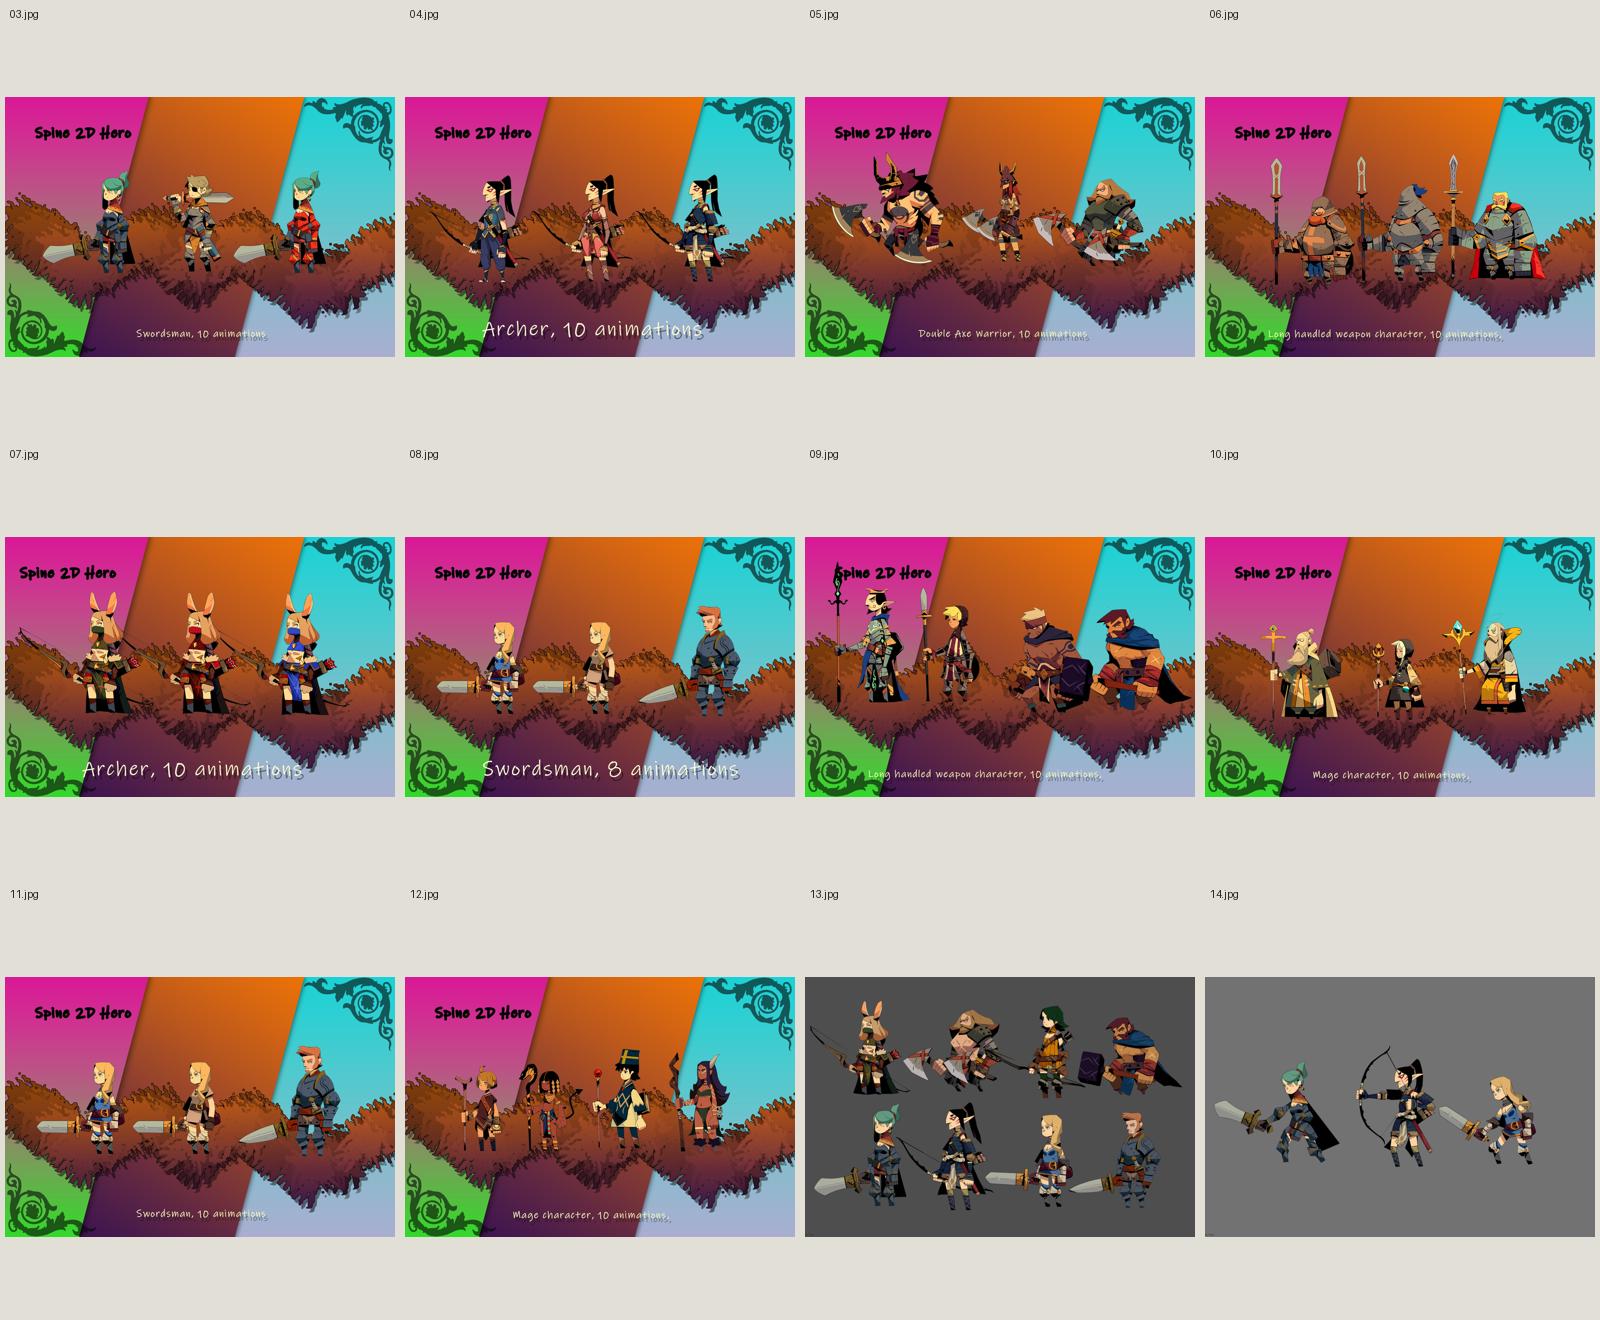 03.jpg
04.jpg
05.jpg
06.jpg
Spine 2D Hero
Swordsman, 10 animations
Spine 2D Hero
Archer, 10 animations
Spine 2D Hero
Double Axe Warrior, 10 animations
Spine 2D Hero
Long handled weapon character, 10 animations,
07.jpg
08.jpg
09.jpg
10.jpg
Spine 2D Hero
Archer, 10 animations
Spine 2D Hero
Swordsman, 8 animations
Spine 2D Hero
Long handled weapon character, 10 animations,
Spine 2D Hero
Mage character, 10 animations,
11.jpg
12.jpg
13.jpg
14.jpg
Spine 2D Hero
Swordsman, 10 animations
Spine 2D Hero
Mage character, 10 animations,